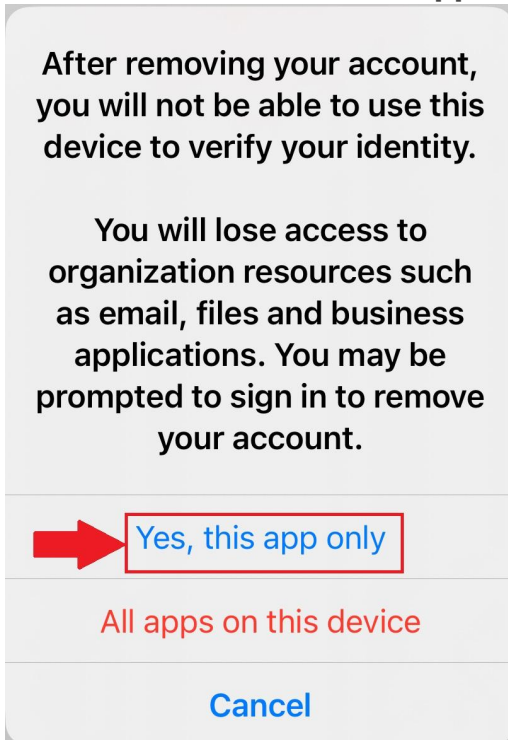 After removing your account,
you will not be able to use this
device to verify your identity.
You will lose access to
organization resources such
as email, files and business
applications. You may be
prompted to sign in to remove
your account.
Yes, this app only
All apps on this device
Cancel